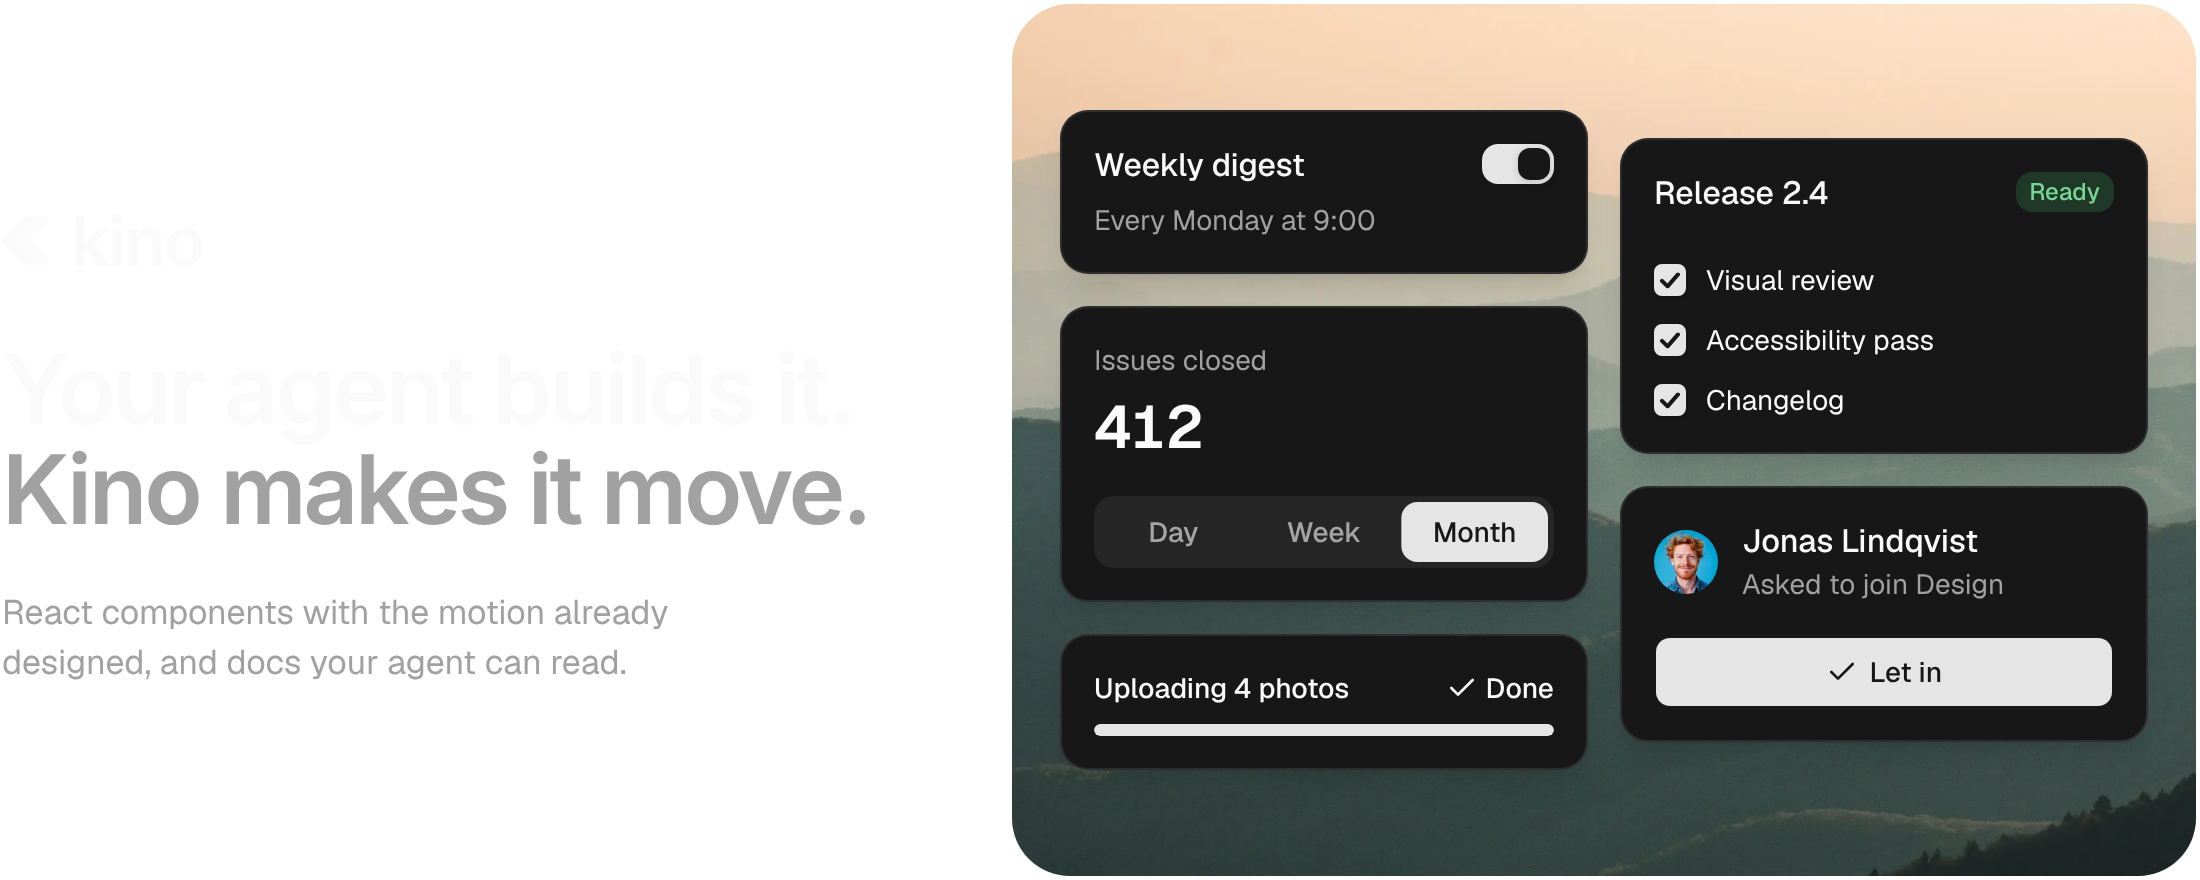 kino
Your agent builds it.
Kino makes it move.
React components with the motion already
designed, and docs your agent can read.
Weekly digest
Every Monday at 9:00
Issues closed
412
Day Week Month
Uploading 4 photos Done
Release 2.4 Ready
Visual review
Accessibility pass
Changelog
Jonas Lindqvist
Asked to join Design
Let in